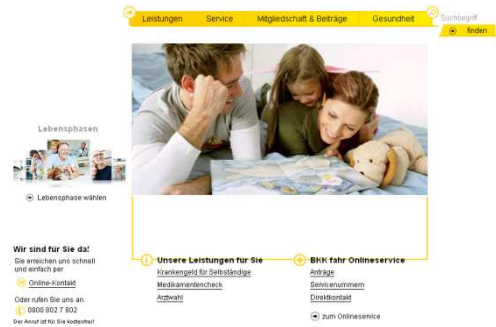 Leistungen Service Mitgliedschaft & Beiträge Gesundheit
Suchbegriff
finden
Lebensphasen
Lebensphase wählen
Wir sind für Sie da!
Sie erreichen uns schnell
und einfach per
Online-Kontakt
Oder rufen Sie uns an:
0800 802 7 802
Der Anruf ist für Sie kostenfrei!
Unsere Leistungen für Sie
Krankengeld für Selbständige
Medikamentencheck
Arztwahl
BKK fahr Onlineservice
Anträge
Servicenummern
Direktkontakt
zum Onlineservice